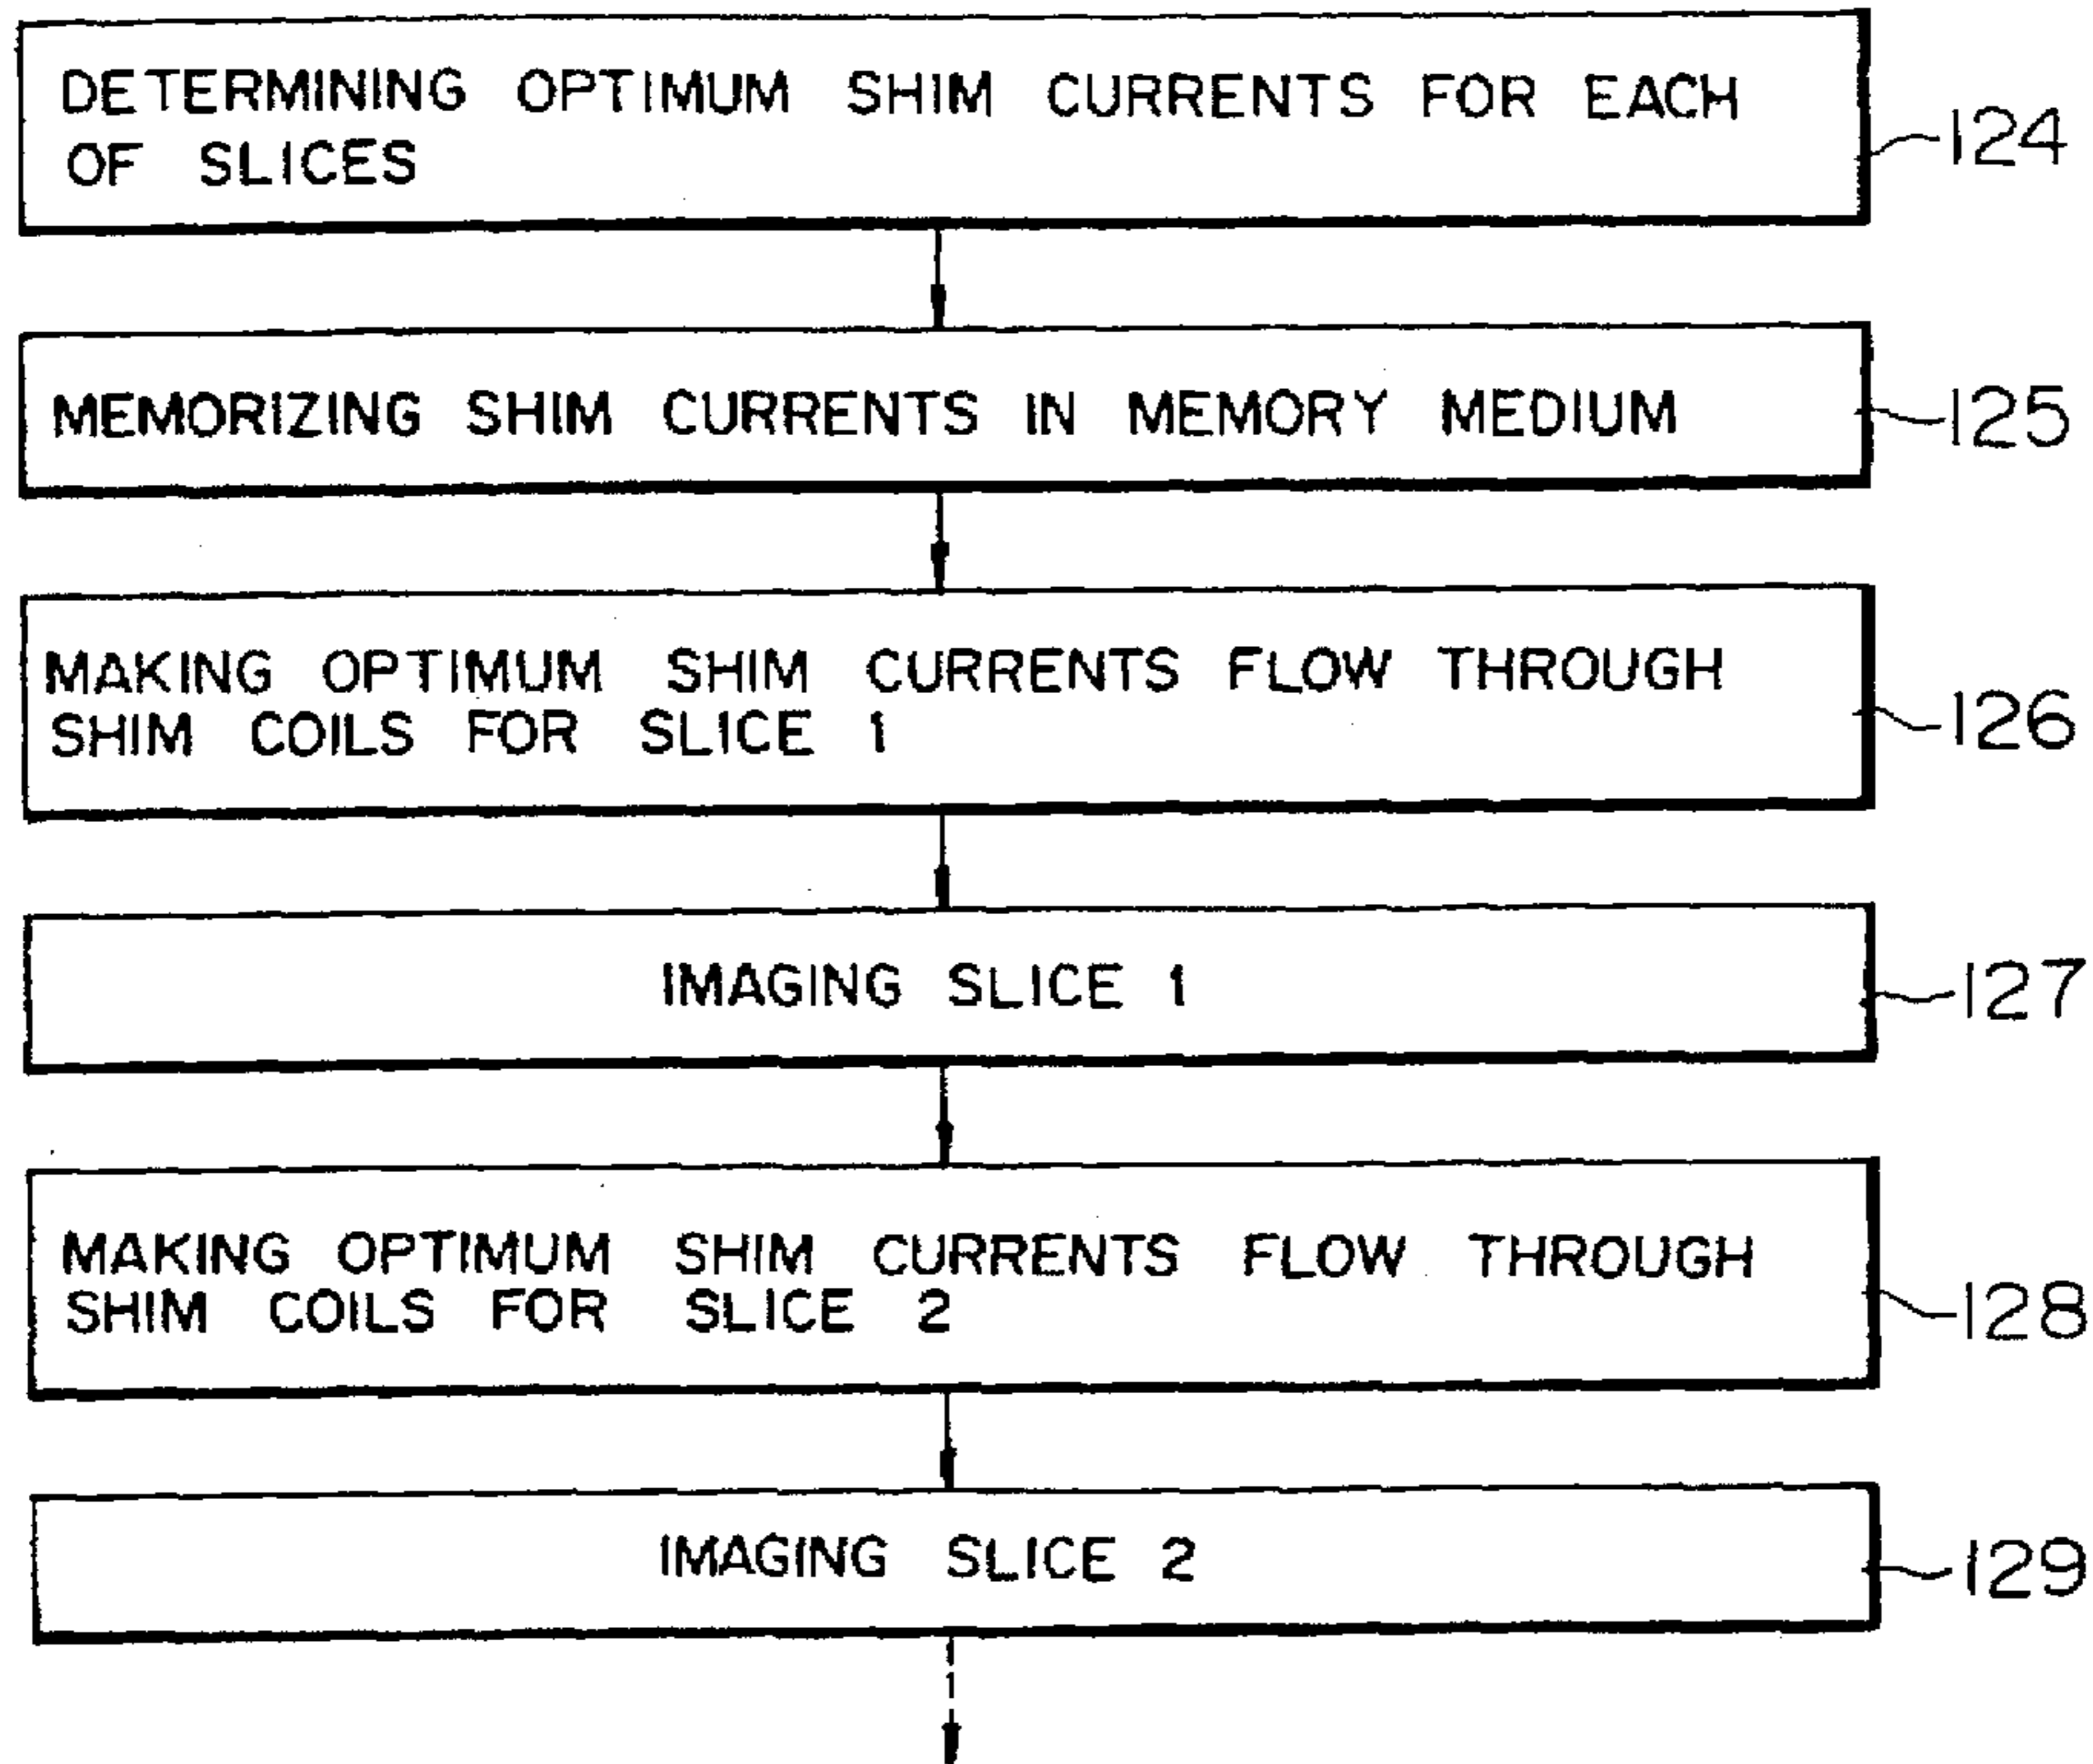 DETERMINING OPTIMUM SHIM CURRENTS FOR EACH
OF SLICES
124
MEMORIZING SHIM CURRENTS IN MEMORY MEDIUM
125
MAKING OPTIMUM SHIM CURRENTS FLOW THROUGH
SHIM COILS FOR SLICE 1
126
IMAGING SLICE 1
127
MAKING OPTIMUM SHIM CURRENTS FLOW THROUGH
SHIM COILS FOR SLICE 2
128
IMAGING SLICE 2
129